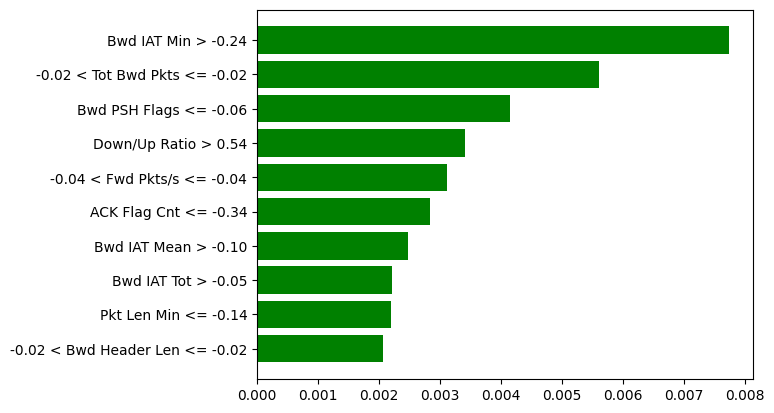 Bwd IAT Min > -0.24
-0.02 < Tot Bwd Pkts <= -0.02
Bwd PSH Flags <= -0.06
Down/Up Ratio > 0.54
-0.04 < Fwd Pkts/s <= -0.04
ACK Flag Cnt <= -0.34
Bwd IAT Mean > -0.10
Bwd IAT Tot > -0.05
Pkt Len Min <= -0.14
-0.02 < Bwd Header Len <= -0.02
0.000 0.001 0.002 0.003 0.004 0.005 0.006 0.007 0.008